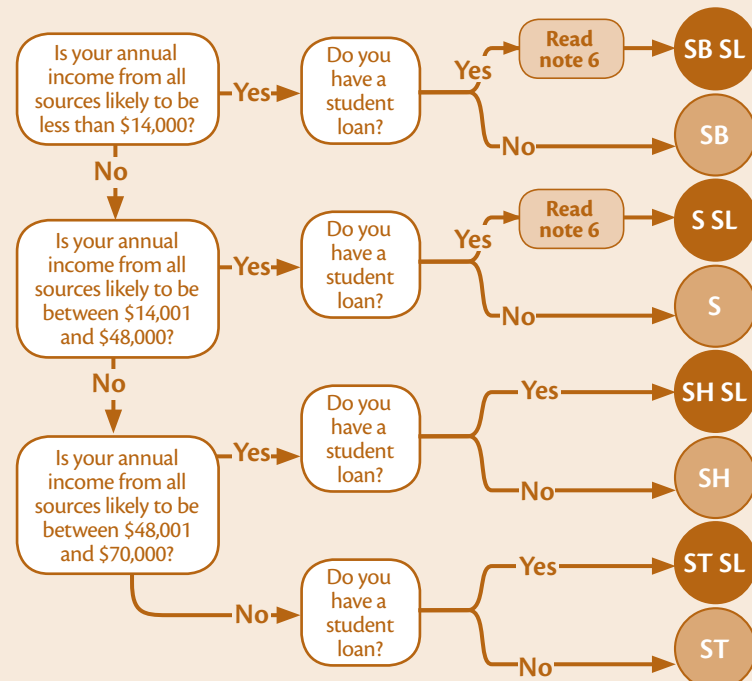 Is your annual
income from all
sources likely to be
less than $14,000?
Yes
Do you
have a
student
loan?
Yes
Read
note 6
SB SL
No
SB
No
Is your annual
income from all
sources likely to be
between $14,001
and $48,000?
Yes
Do you
have a
student
loan?
Yes
Read
note 6
S SL
No
S
No
Is your annual
income from all
sources likely to be
between $48,001
and $70,000?
Yes
Do you
have a
student
loan?
Yes
SH SL
No
SH
No
Do you
have a
student
loan?
Yes
ST SL
No
ST